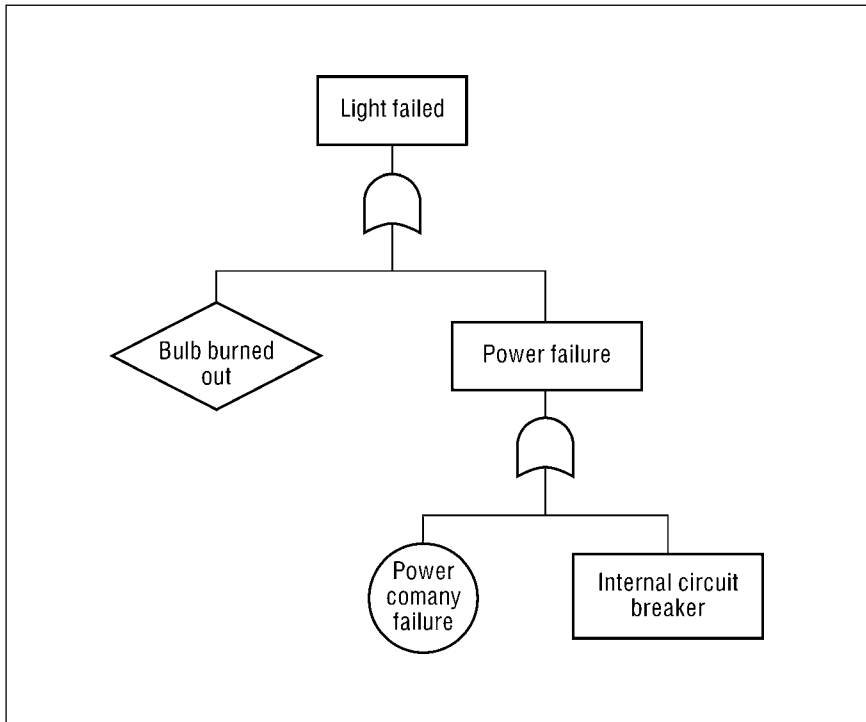 Light failed
Bulb burned
out
Power failure
Power
comany
failure
Internal circuit
breaker